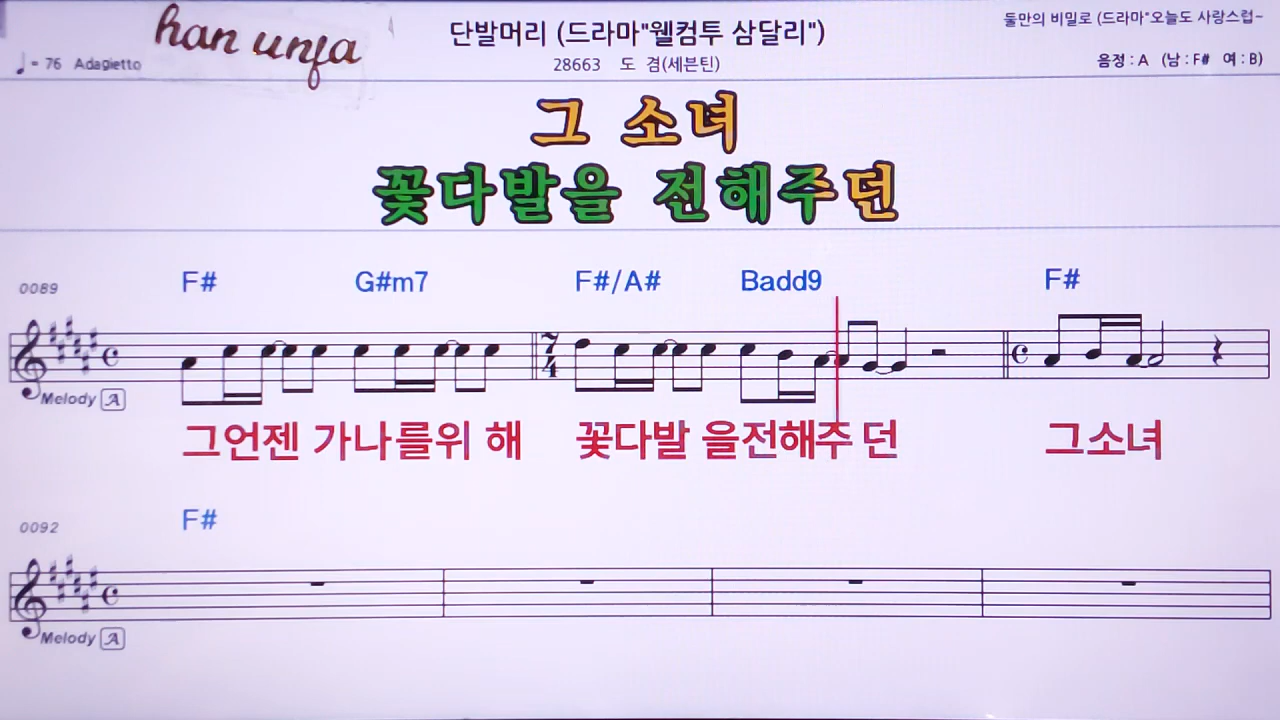 han unfa
단발머리 (드라마"웰컴투 삼달리")
둘만의 비밀로 (드라마"오늘도 사랑스럽~
♩= 76 Adagietto
28663 도 겸(세븐틴)
음정 : A (남 : F# 여 : B)
그 소녀
꽃다발을 전해주던
0089 F# G#m7 F#/A# Badd9 F#
7
4
Melody A
그언젠 가나를위 해 꽃다발 을전해주 던 그소녀
0092 F#
Melody A